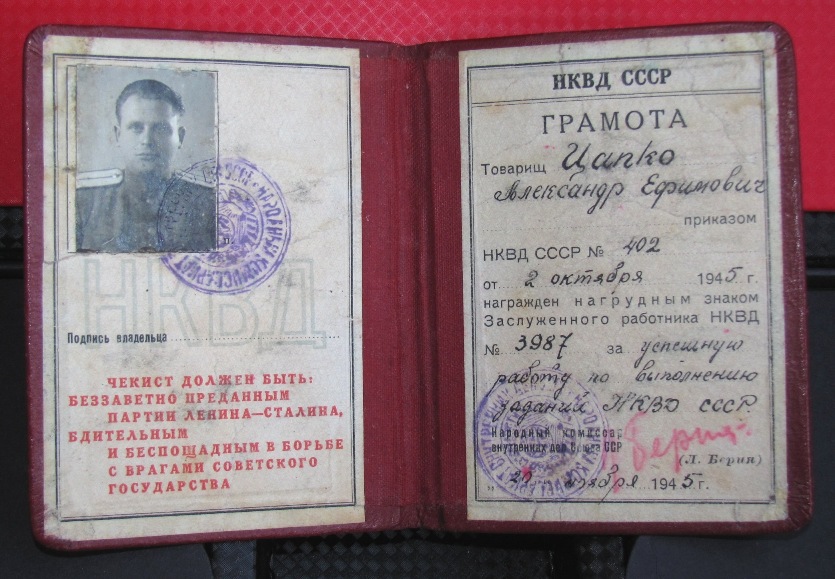 НКВД
Подпись владельца
ЧЕКИСТ ДОЛЖЕН БЫТЬ:
БЕЗЗАВЕТНО ПРЕДАННЫМ
ПАРТИИ ЛЕНИНА—СТАЛИНА,
БДИТЕЛЬНЫМ
И БЕСПОЩАДНЫМ В БОРЬБЕ
С ВРАГАМИ СОВЕТСКОГО
ГОСУДАРСТВА
НКВД СССР
ГРАМОТА
Товарищ Цапко
Александр Ефимович
приказом
НКВД СССР № 402
от 2 октября 1945 г.
награжден нагрудным знаком
Заслуженного работника НКВД
№ 3987 за успешную
работу по выполнению
заданий НКВД СССР.
Народный комиссар
внутренних дел Союза ССР
Берия
(Л. Берия)
„20 1945 г.